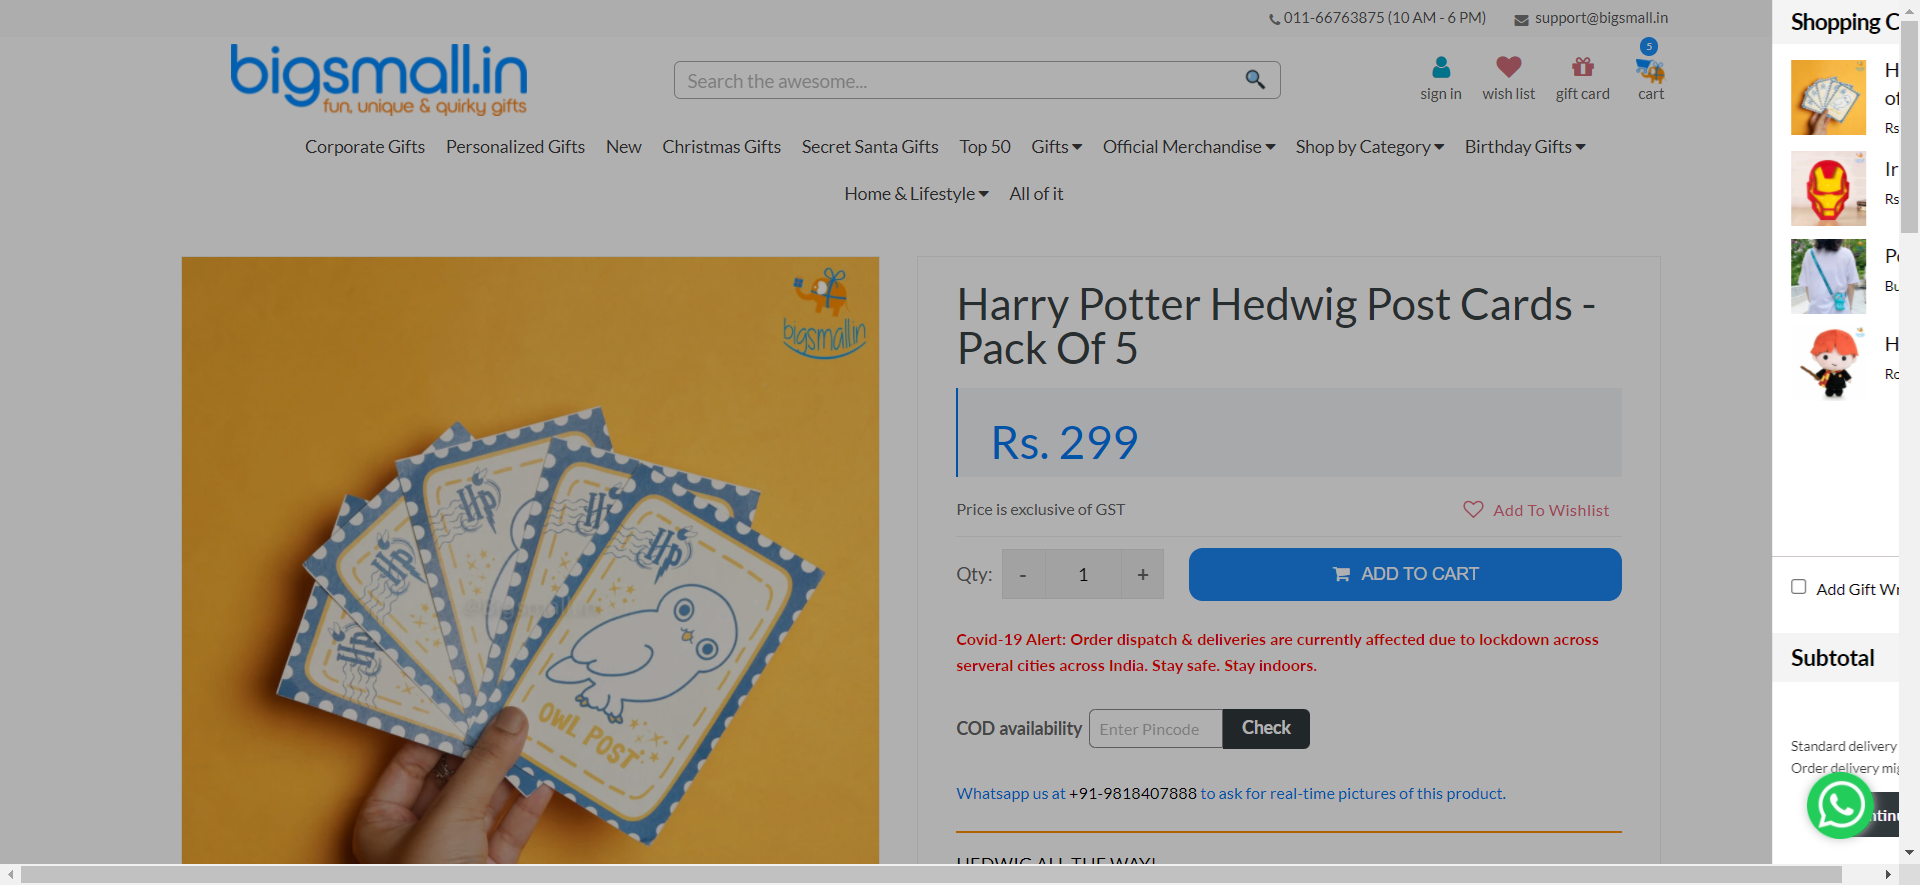 011-66763875 (10 AM - 6 PM)
support@bigsmall.in
bigsmall.in
fun, unique & quirky gifts
Search the awesome...
sign in
wish list
gift card
5
cart
Corporate Gifts
Personalized Gifts
New
Christmas Gifts
Secret Santa Gifts
Top 50
Gifts
Official Merchandise
Shop by Category
Birthday Gifts
Home & Lifestyle
All of it
bigsmall.in
HP
HP
HP
HP
HP
OWL POST
Harry Potter Hedwig Post Cards -
Pack Of 5
Rs. 299
Price is exclusive of GST
Add To Wishlist
Qty:
-
1
+
ADD TO CART
Covid-19 Alert: Order dispatch & deliveries are currently affected due to lockdown across
serveral cities across India. Stay safe. Stay indoors.
COD availability
Enter Pincode
Check
Whatsapp us at +91-9818407888 to ask for real-time pictures of this product.
HEDWIG ALL THE WAY!
Shopping
Rs
Rs
Add Gift
Subtotal
Standard delivery
Order delivery